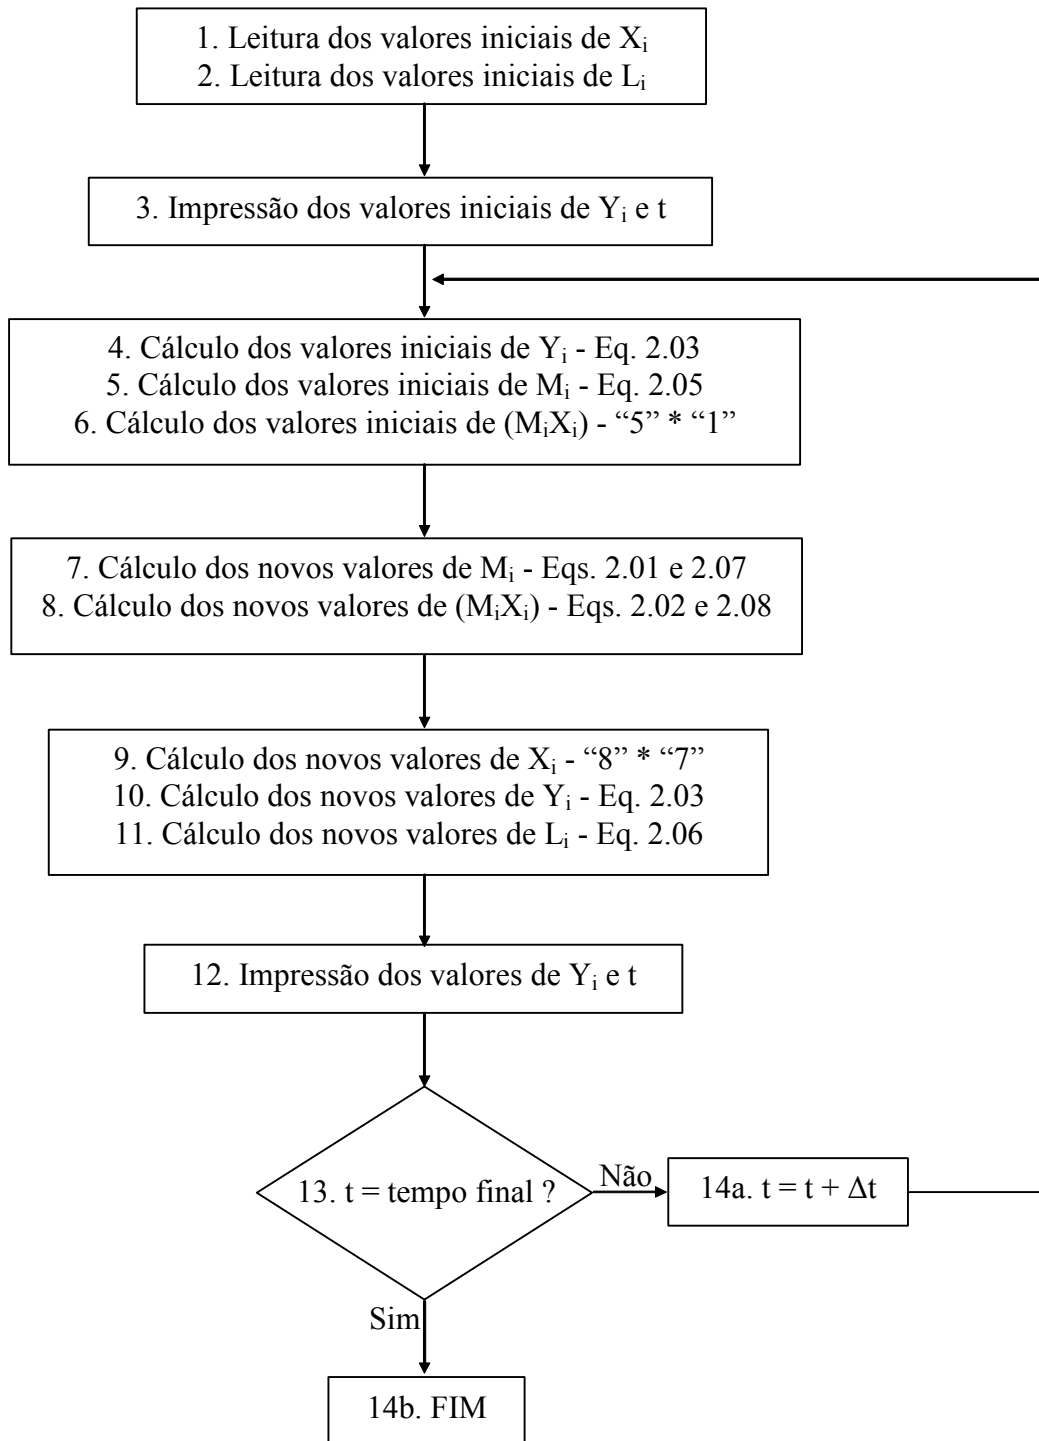 1. Leitura dos valores iniciais de Xᵢ
2. Leitura dos valores iniciais de Lᵢ
3. Impressão dos valores iniciais de Yᵢ e t
4. Cálculo dos valores iniciais de Yᵢ - Eq. 2.03
5. Cálculo dos valores iniciais de Mᵢ - Eq. 2.05
6. Cálculo dos valores iniciais de (MᵢXᵢ) - “5” * “1”
7. Cálculo dos novos valores de Mᵢ - Eqs. 2.01 e 2.07
8. Cálculo dos novos valores de (MᵢXᵢ) - Eqs. 2.02 e 2.08
9. Cálculo dos novos valores de Xᵢ - “8” * “7”
10. Cálculo dos novos valores de Yᵢ - Eq. 2.03
11. Cálculo dos novos valores de Lᵢ - Eq. 2.06
12. Impressão dos valores de Yᵢ e t
13. t = tempo final ?
Não
14a. t = t + Δt
Sim
14b. FIM